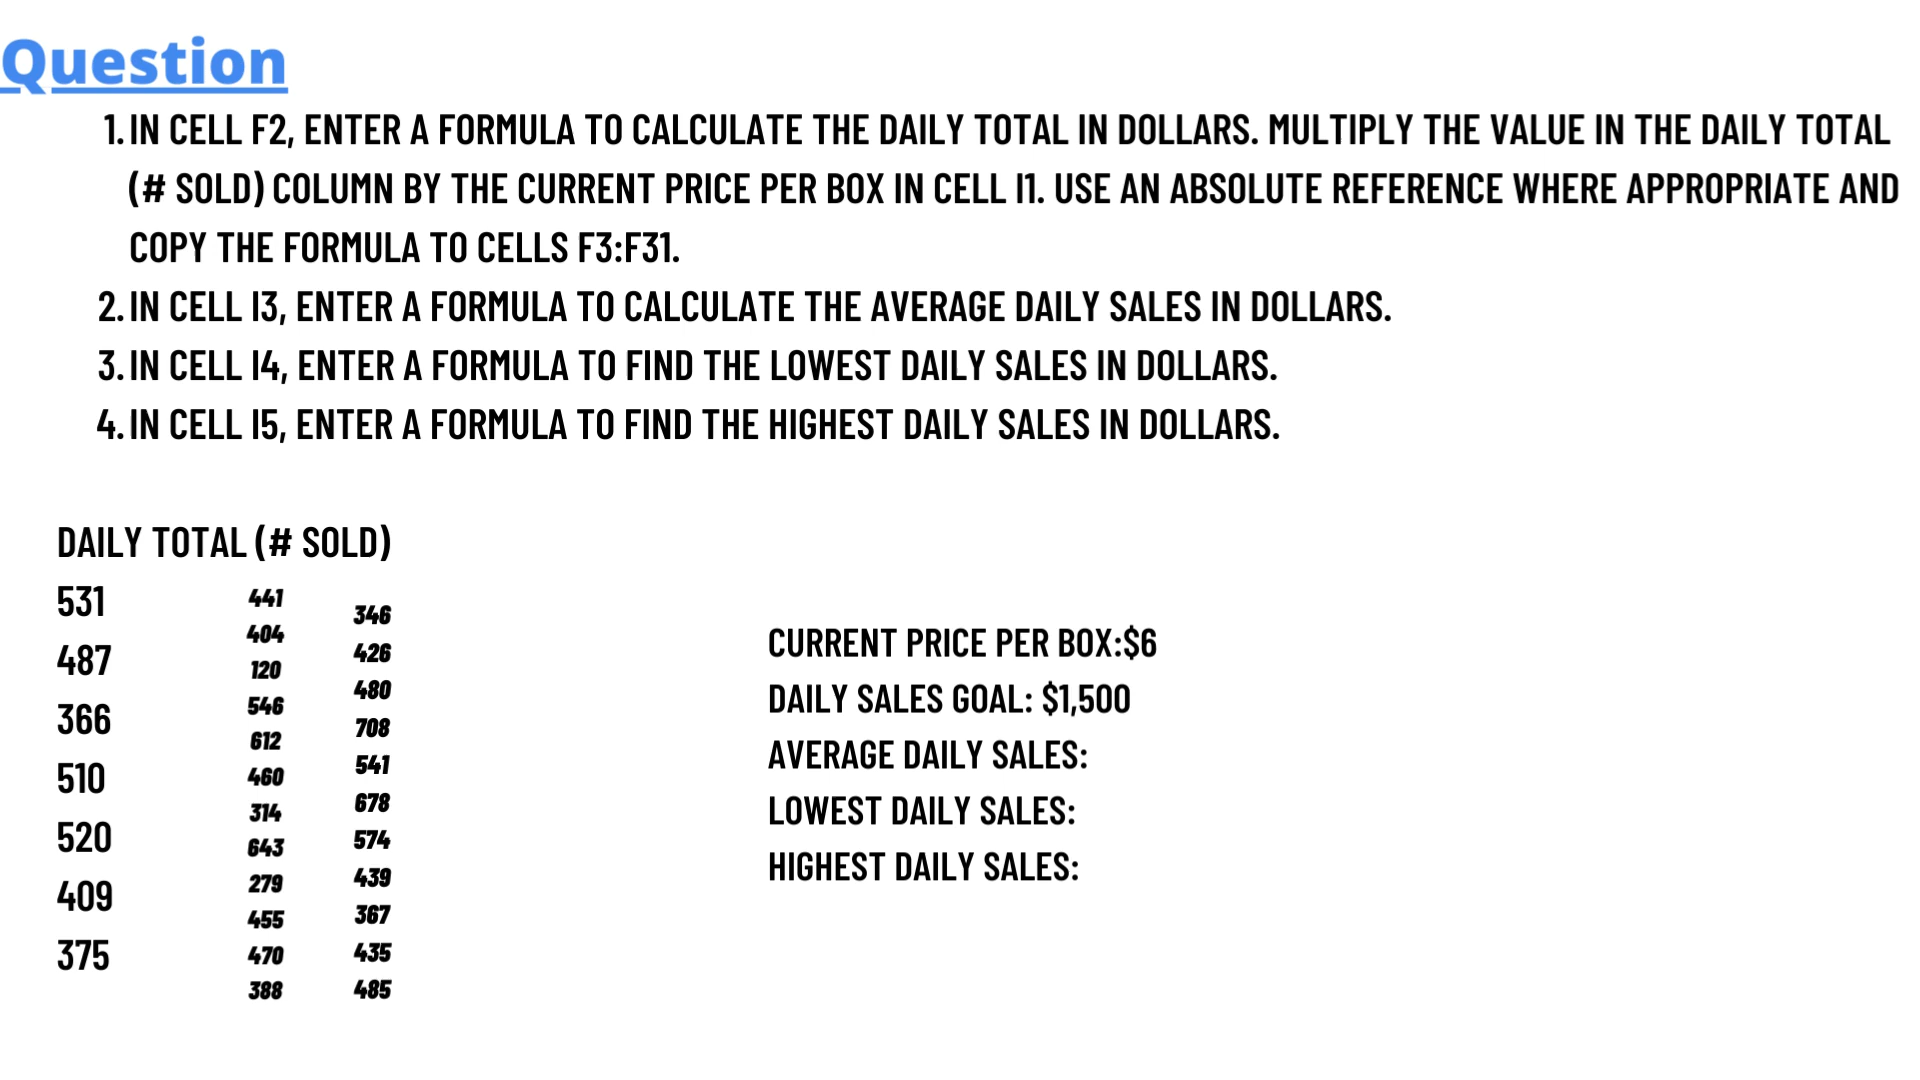 Question
1. IN CELL F2, ENTER A FORMULA TO CALCULATE THE DAILY TOTAL IN DOLLARS. MULTIPLY THE VALUE IN THE DAILY TOTAL
(# SOLD) COLUMN BY THE CURRENT PRICE PER BOX IN CELL I1. USE AN ABSOLUTE REFERENCE WHERE APPROPRIATE AND
COPY THE FORMULA TO CELLS F3:F31.
2. IN CELL I3, ENTER A FORMULA TO CALCULATE THE AVERAGE DAILY SALES IN DOLLARS.
3. IN CELL I4, ENTER A FORMULA TO FIND THE LOWEST DAILY SALES IN DOLLARS.
4. IN CELL I5, ENTER A FORMULA TO FIND THE HIGHEST DAILY SALES IN DOLLARS.
DAILY TOTAL (# SOLD)
531
487
366
510
520
409
375
441
404
120
546
612
460
314
643
279
455
470
388
346
426
480
708
541
678
574
439
367
435
485
CURRENT PRICE PER BOX:$6
DAILY SALES GOAL: $1,500
AVERAGE DAILY SALES:
LOWEST DAILY SALES:
HIGHEST DAILY SALES: